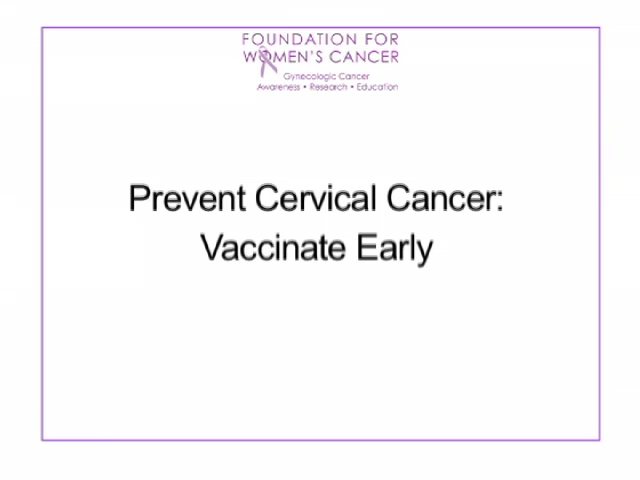 FOUNDATION FOR
WOMEN'S CANCER
Gynecologic Cancer
Awareness • Research • Education
Prevent Cervical Cancer:
Vaccinate Early